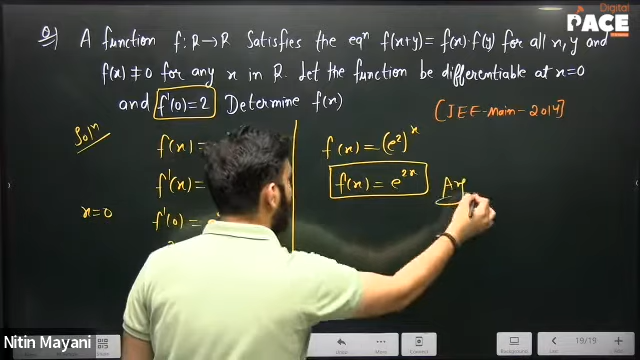 Digital
PACE
Q) A function f: R→R Satisfies the eqⁿ f(x+y) = f(x)·f(y) for all x, y and
f(x) ≠ 0 for any x in R. Let the function be differentiable at x=0
and f'(0) = 2 Determine f(x)
[JEE-Main-2014]
Solⁿ
f(x) =
f'(x) =
x=0
f'(0) =
f(x) = (e²)ˣ
f(x) = e²ˣ
Nitin Mayani
19/19